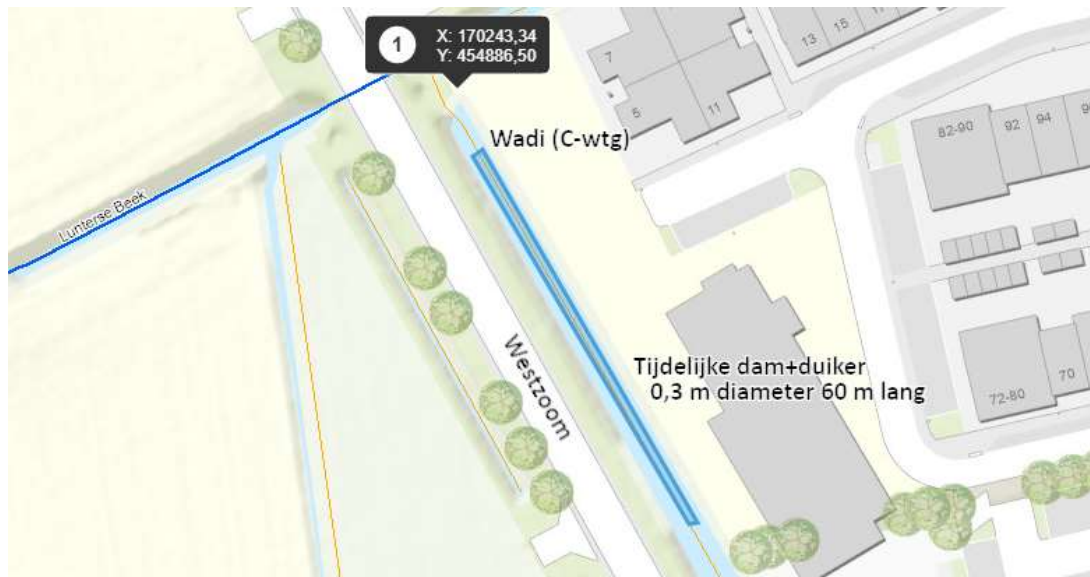 1
X: 170243,34
Y: 454886,50
7
5
11
13
15
Wadi (C-wtg)
82-90
92
94
Lunterse Beek
Westzoom
Tijdelijke dam+duiker
0,3 m diameter 60 m lang
72-80
70